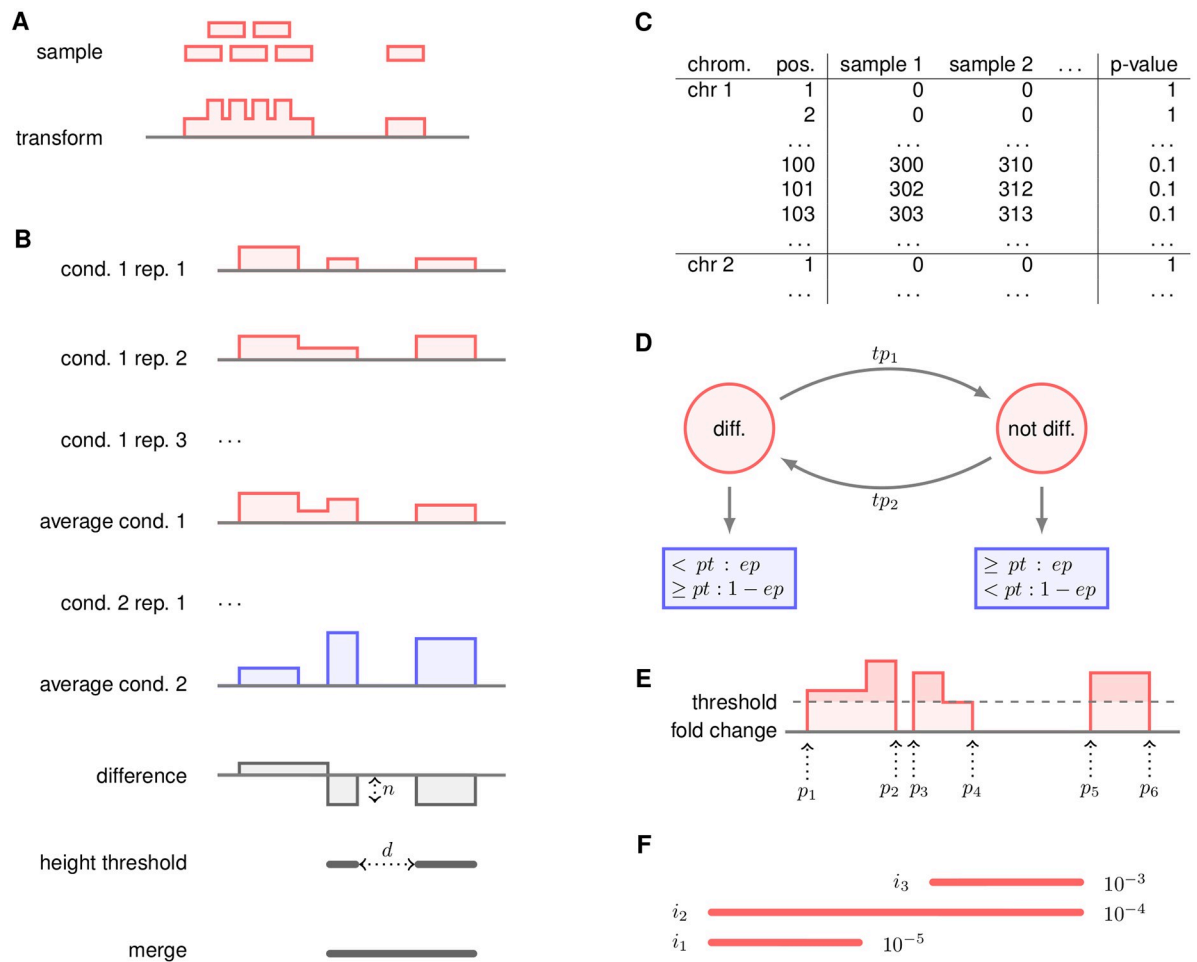 A
sample
transform
B
cond. 1 rep. 1
cond. 1 rep. 2
cond. 1 rep. 3 ...
average cond. 1
cond. 2 rep. 1 ...
average cond. 2
difference
n
height threshold
d
merge
C
chrom. pos. sample 1 sample 2 ... p-value
chr 1 1 0 0 1
2 0 0 1
... ... ... ...
100 300 310 0.1
101 302 312 0.1
103 303 313 0.1
... ... ... ...
chr 2 1 0 0 1
... ... ... ...
D
tp₁
diff. not diff.
tp₂
< pt : ep
≥ pt : 1 − ep
≥ pt : ep
< pt : 1 − ep
E
threshold
fold change
p₁ p₂ p₃ p₄ p₅ p₆
F
i₃ 10⁻³
i₂ 10⁻⁴
i₁ 10⁻⁵